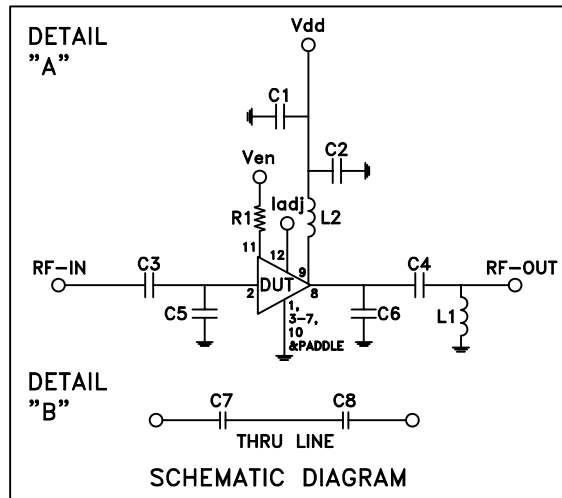 DETAIL
"A"
Vdd
C1
C2
Ven
Iadj
R1
L2
11
12
9
RF-IN
C3
C4
RF-OUT
2
DUT
8
C5
1,
3-7,
10
&PADDLE
C6
L1
DETAIL
"B"
C7
C8
THRU LINE
SCHEMATIC DIAGRAM